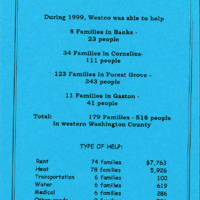 During 1999, Westco was able to help
8 Families in Banks -
23 people
34 Families in Cornelius-
111 people
123 Families in Forest Grove -
343 people
11 Families in Gaston -
41 people
Total: 179 Families - 518 people
in western Washington County
TYPE OF HELP:
Rent 74 families $7,763
Heat 78 families 5,926
Transportation 6 families 100
Water 6 families 619
Medical 6 families 286